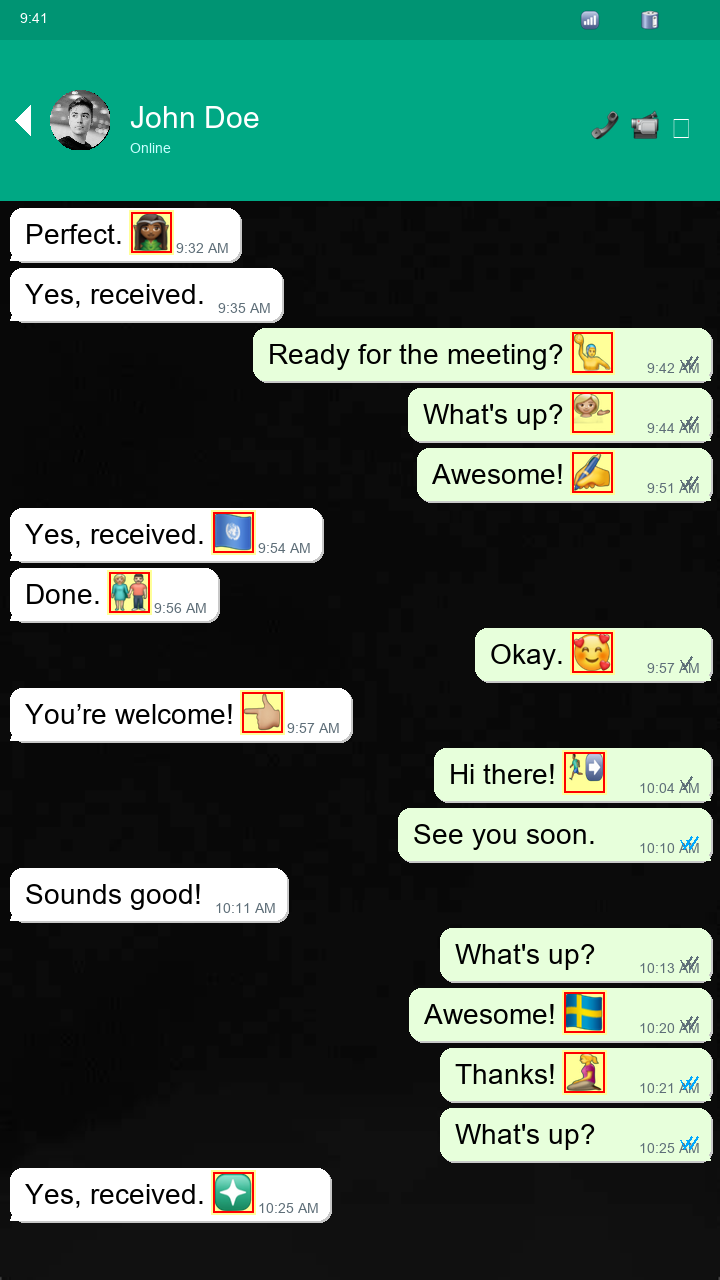 9:41
John Doe
Online
Perfect. 🧝🏾‍♀️ 9:32 AM
Yes, received. 9:35 AM
Ready for the meeting? 🤽 9:42 AM
What's up? 💁🏼‍♀️ 9:44 AM
Awesome! ✍️ 9:51 AM
Yes, received. 🇺🇳 9:54 AM
Done. 👫 9:56 AM
Okay. 🥰 9:57 AM
You’re welcome! 👈🏼 9:57 AM
Hi there! 🏃‍♂️‍➡️ 10:04 AM
See you soon. 10:10 AM
Sounds good! 10:11 AM
What's up? 10:13 AM
Awesome! 🇸🇪 10:20 AM
Thanks! 🧎‍♀️ 10:21 AM
What's up? 10:25 AM
Yes, received. ✨ 10:25 AM